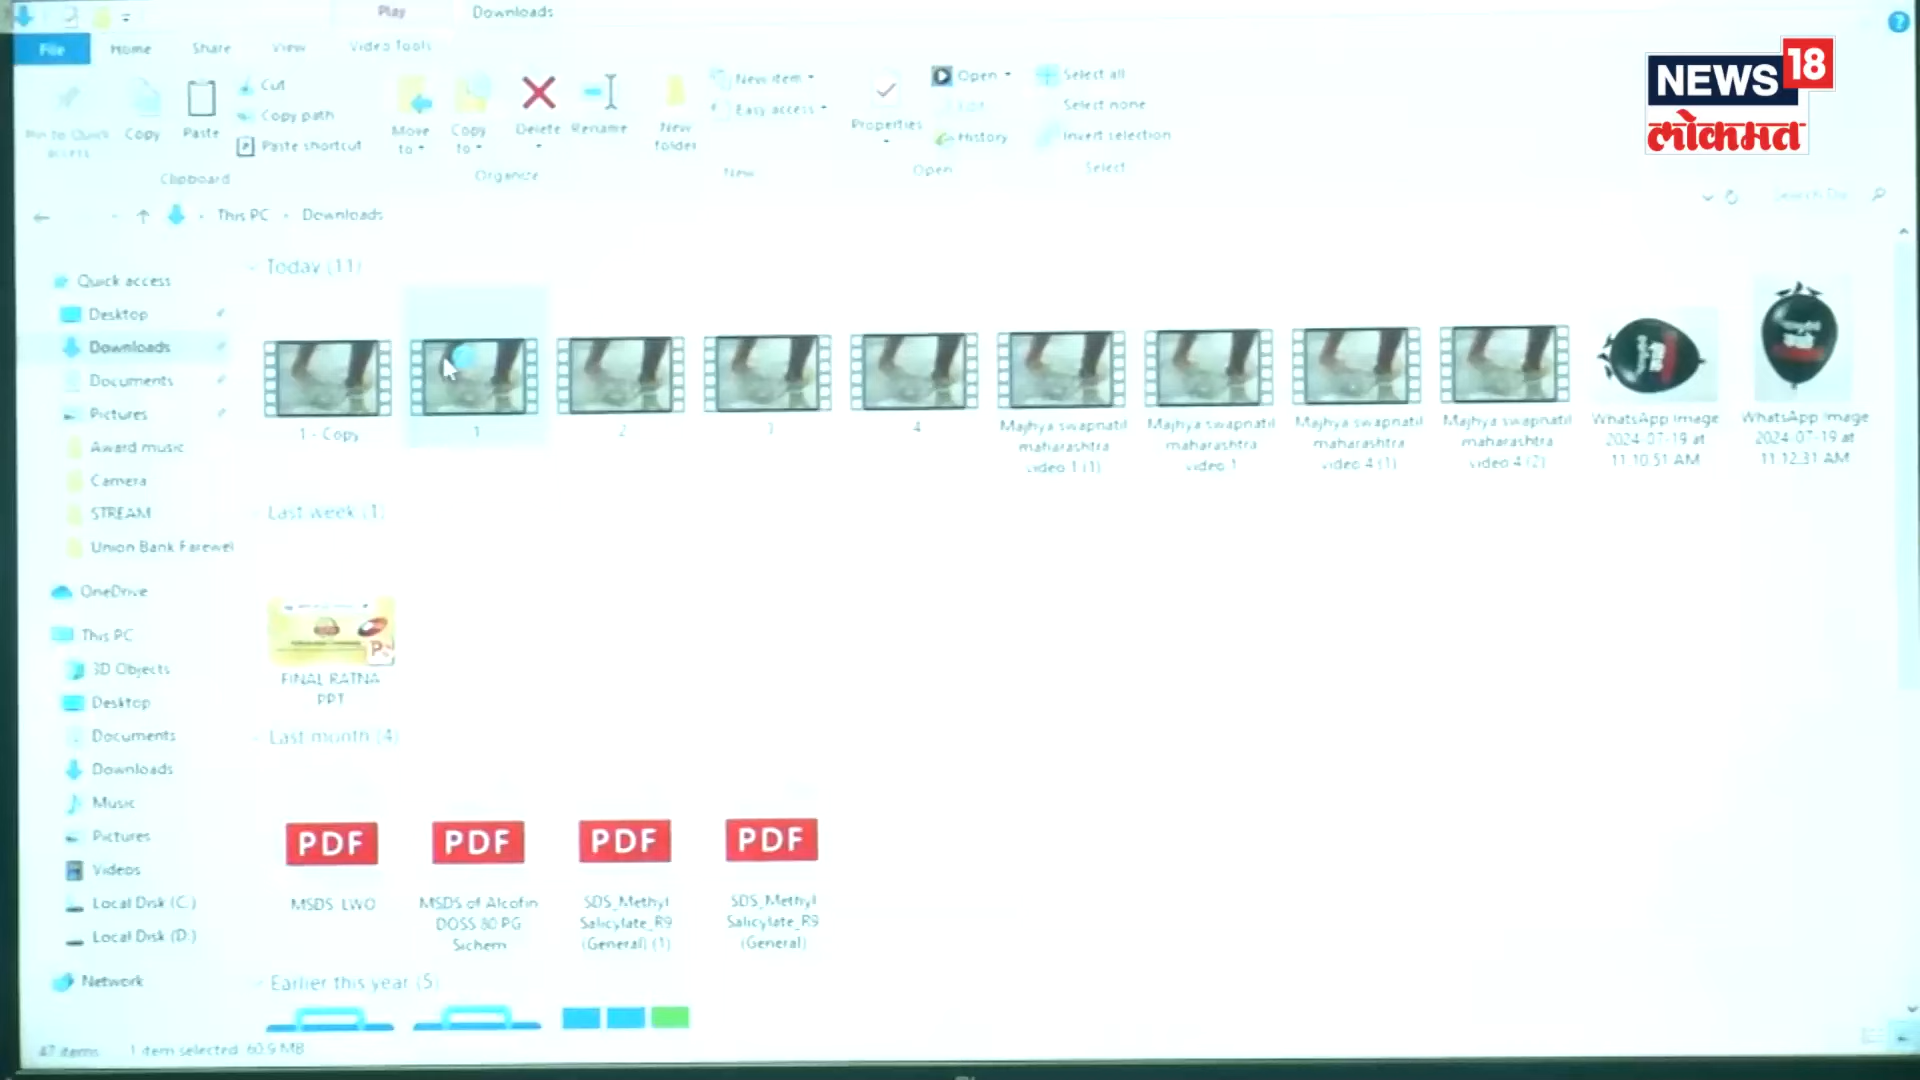 Play
Downloads
File
Home
Share
View
Video Tools
NEWS 18
लोकमत
Pin to Quick access
Copy
Paste
Cut
Copy path
Paste shortcut
Clipboard
Move to
Copy to
Delete
Rename
Organize
New folder
New item
Easy access
New
Properties
Open
Edit
History
Open
Select all
Select none
Invert selection
Select
This PC
Downloads
Quick access
Desktop
Downloads
Documents
Pictures
Award music
Camera
STREAM
Union Bank Farewel
OneDrive
This PC
3D Objects
Desktop
Documents
Downloads
Music
Pictures
Videos
Local Disk (C:)
Local Disk (D:)
Network
Today (11)
1 - Copy
1
2
3
4
Majhya swapnatil
maharashtra
video 1 (1)
Majhya swapnatil
maharashtra
video 1
Majhya swapnatil
maharashtra
video 4 (1)
Majhya swapnatil
maharashtra
video 4 (2)
WhatsApp Image
2024-07-19 at
11.10.51 AM
WhatsApp Image
2024-07-19 at
11.12.31 AM
Last week (1)
FINAL RATNA
PPT
Last month (4)
PDF
PDF
PDF
PDF
MSDS LWO
MSDS of Alcofin
DOSS 80 PG
Sichem
SDS_Methyl
Salicylate_R9
(General) (1)
SDS_Methyl
Salicylate_R9
(General)
Earlier this year (5)
47 items
1 item selected 60.9 MB